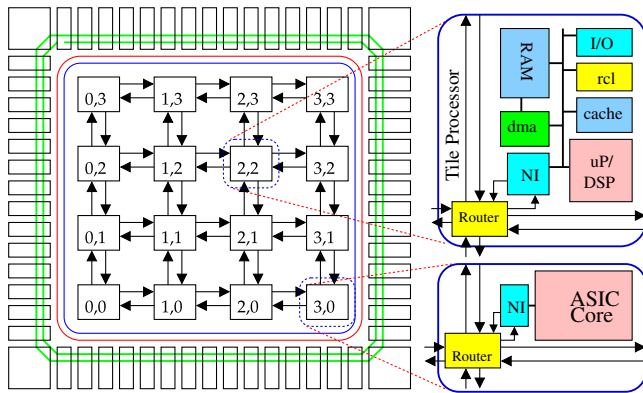 0,3 1,3 2,3 3,3
0,2 1,2 2,2 3,2
0,1 1,1 2,1 3,1
0,0 1,0 2,0 3,0
Tile Processor
RAM
I/O
rcl
cache
dma
uP/
DSP
NI
Router
NI
ASIC
Core
Router